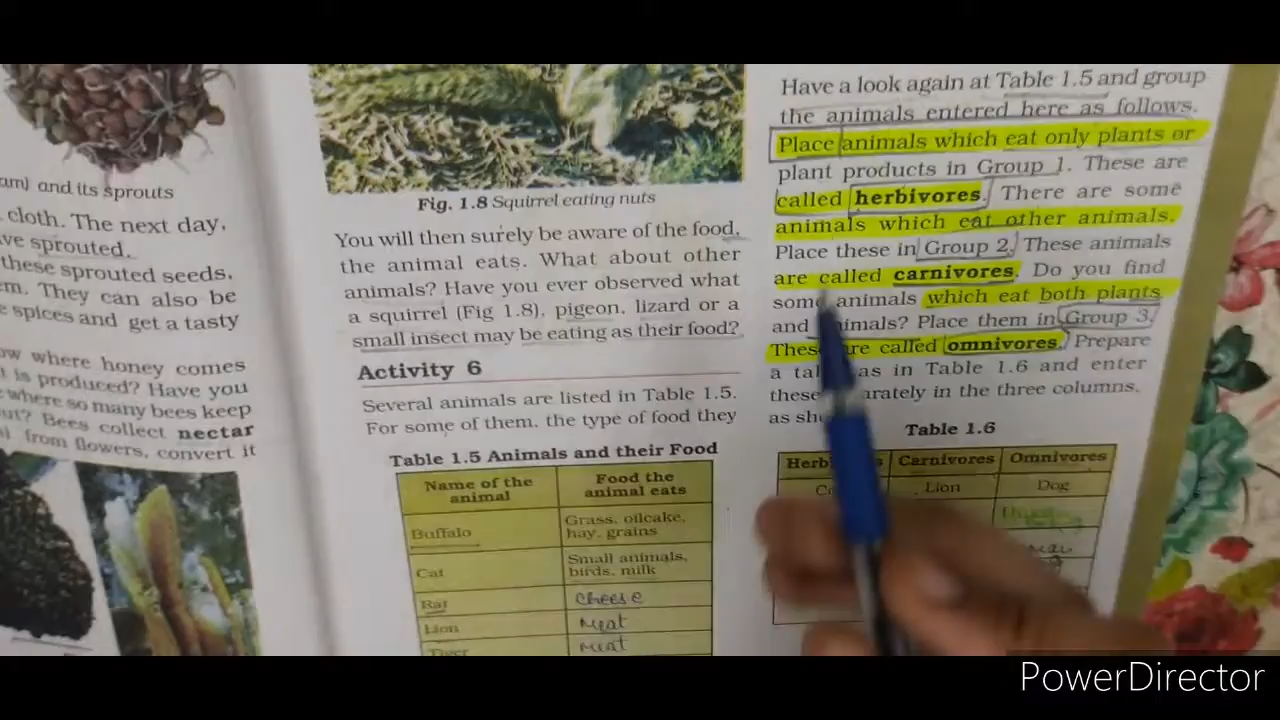 am) and its sprouts
cloth. The next day,
ve sprouted.
these sprouted seeds,
m. They can also be
spices and get a tasty
ow where honey comes
t is produced? Have you
where so many bees keep
out? Bees collect nectar
from flowers, convert it
Fig. 1.8 Squirrel eating nuts
You will then surely be aware of the food,
the animal eats. What about other
animals? Have you ever observed what
a squirrel (Fig 1.8), pigeon, lizard or a
small insect may be eating as their food?
Activity 6
Several animals are listed in Table 1.5.
For some of them, the type of food they
Table 1.5 Animals and their Food
Name of the animal Food the animal eats
Buffalo Grass, oilcake, hay, grains
Cat Small animals, birds, milk
Rat Cheese
Lion Meat
Tiger Meat
Have a look again at Table 1.5 and group
the animals entered here as follows.
Place animals which eat only plants or
plant products in Group 1. These are
called herbivores. There are some
animals which eat other animals.
Place these in Group 2. These animals
are called carnivores. Do you find
some animals which eat both plants
and animals? Place them in Group 3.
These are called omnivores. Prepare
a as in Table 1.6 and enter
these arately in the three columns,
as sh
Table 1.6
Herbi s Carnivores Omnivores
Lion Dog
PowerDirector